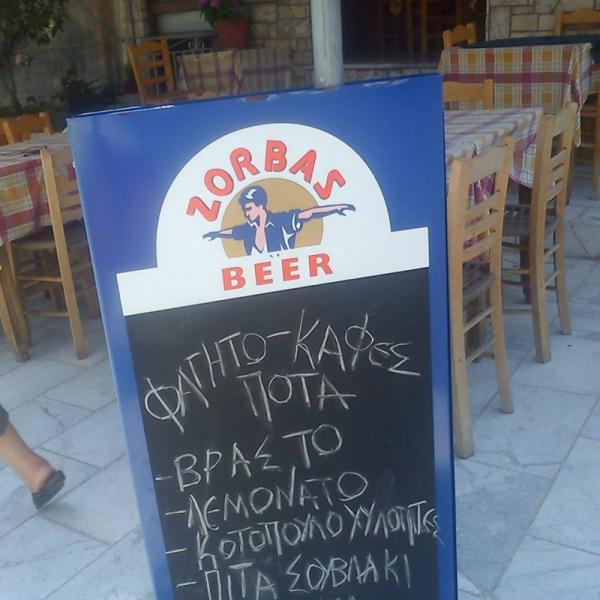 ZORBAS
BEER
ΦΑΓΗΤΟ-ΚΑΦΕΣ
ΠΟΤΑ
-ΒΡΑΣΤΟ
-ΛΕΜΟΝΑΤΟ
-ΚΟΤΟΠΟΥΛΟ ΧΥΛΟΠΙΤΕΣ
-ΠΙΤΑ ΣΟΥΒΛΑΚΙ